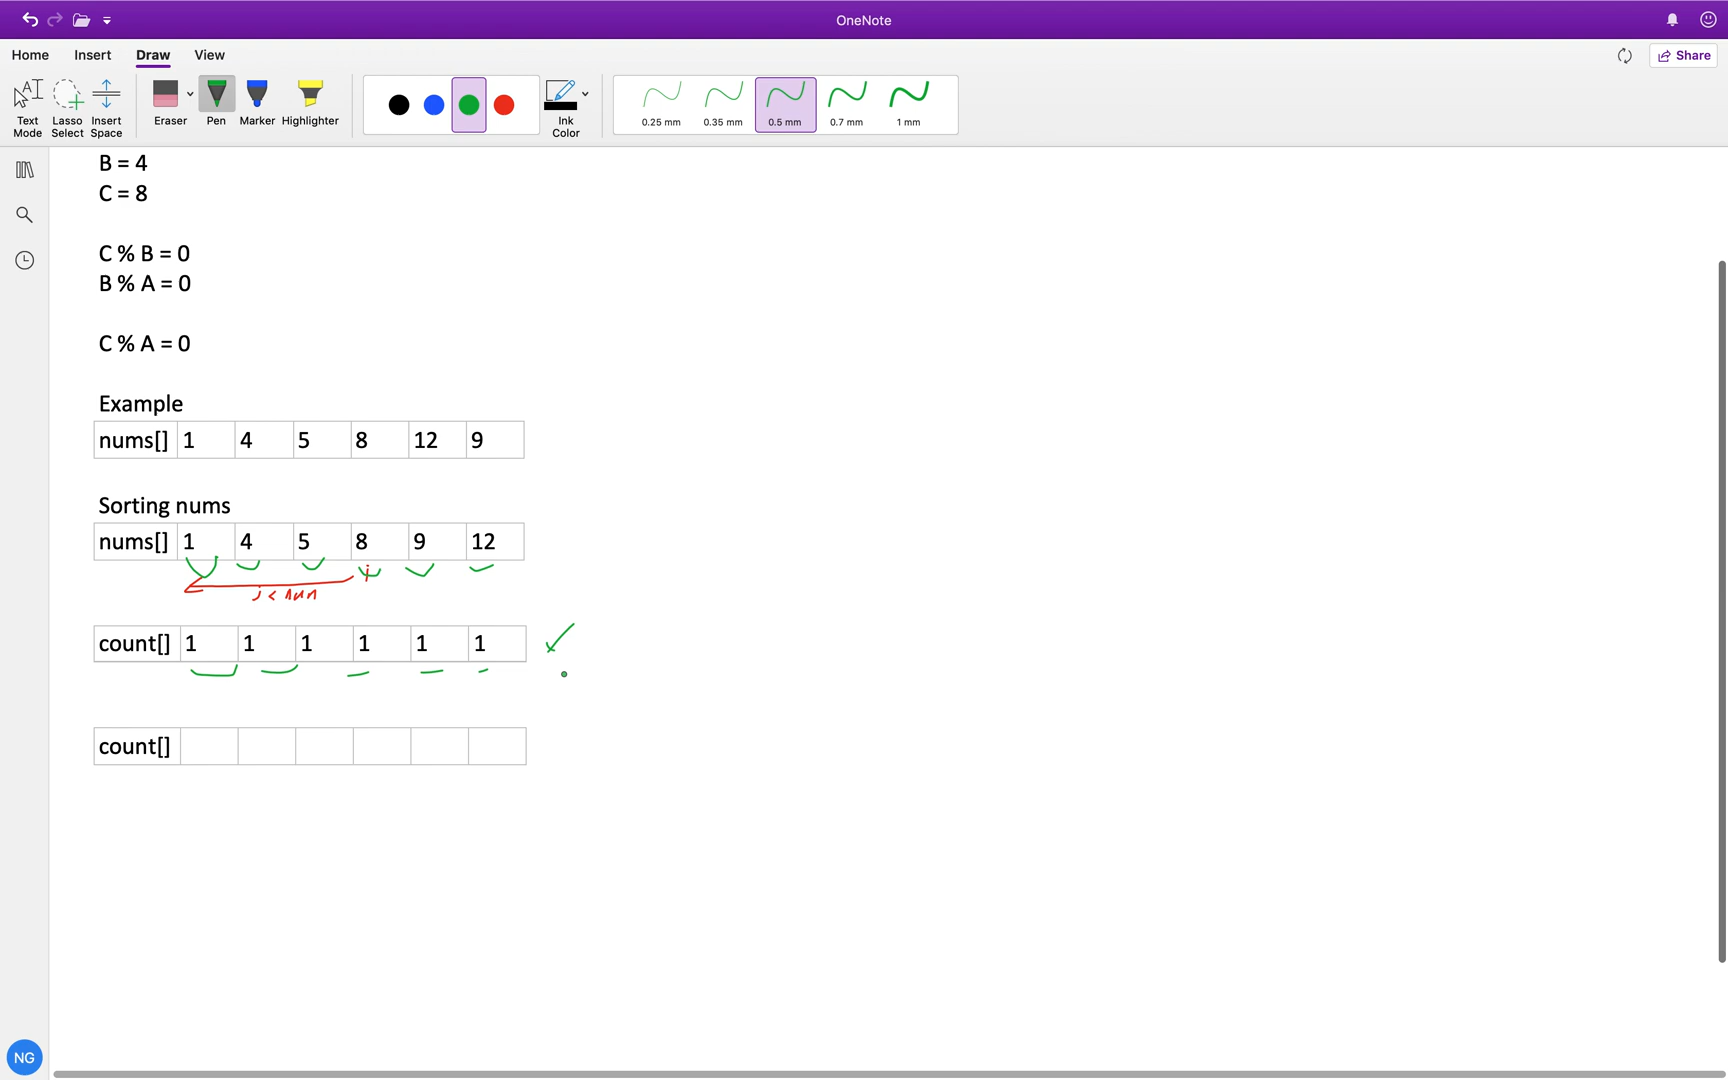 OneNote
Home Insert Draw View
Share
Text Mode Lasso Select Insert Space Eraser Pen Marker Highlighter Ink Color 0.25 mm 0.35 mm 0.5 mm 0.7 mm 1 mm
B = 4
C = 8
C % B = 0
B % A = 0
C % A = 0
Example
nums[] 1 4 5 8 12 9
Sorting nums
nums[] 1 4 5 8 9 12
i
j < num
count[] 1 1 1 1 1 1
count[]
NG